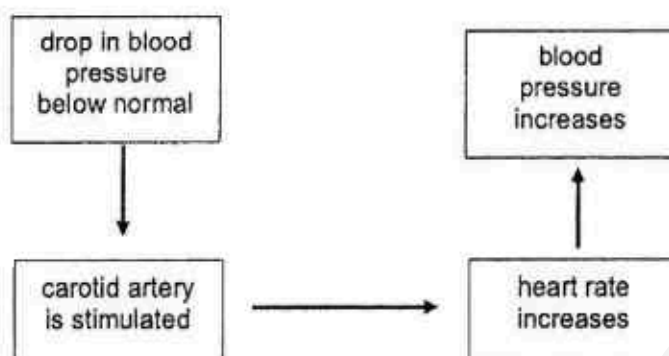 drop in blood
pressure
below normal
blood
pressure
increases
carotid artery
is stimulated
heart rate
increases